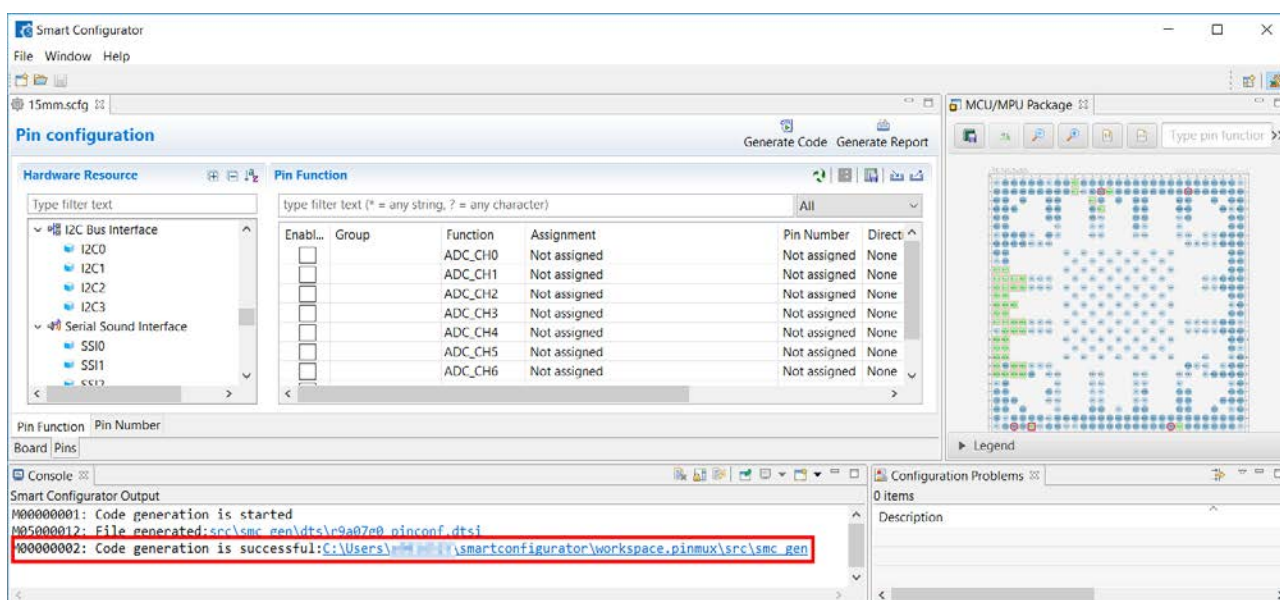 Smart Configurator
File Window Help
15mm.scfg
MCU/MPU Package
Pin configuration
Generate Code Generate Report
Type pin function
Hardware Resource
Pin Function
Type filter text
type filter text (* = any string, ? = any character)
All
I2C Bus Interface
I2C0
I2C1
I2C2
I2C3
Serial Sound Interface
SSI0
SSI1
SSI2
Enabl... Group Function Assignment Pin Number Directi
ADC_CH0 Not assigned Not assigned None
ADC_CH1 Not assigned Not assigned None
ADC_CH2 Not assigned Not assigned None
ADC_CH3 Not assigned Not assigned None
ADC_CH4 Not assigned Not assigned None
ADC_CH5 Not assigned Not assigned None
ADC_CH6 Not assigned Not assigned None
Pin Function Pin Number
Board Pins
Legend
Console
Smart Configurator Output
M00000001: Code generation is started
M05000012: File generated:src\smc_gen\dts\r9a07g0_pinconf.dtsi
M00000002: Code generation is successful:C:\Users\ \smartconfigurator\workspace.pinmux\src\smc_gen
Configuration Problems
0 items
Description